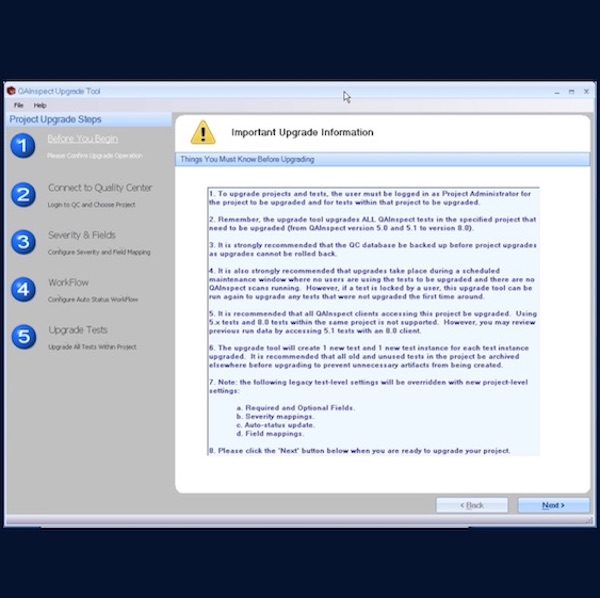 QAInspect Upgrade Tool
File Help
Project Upgrade Steps
1 Before You Begin
Please Confirm Upgrade Operation
2 Connect to Quality Center
Login to QC and Choose Project
3 Severity & Fields
Configure Severity and Field Mapping
4 WorkFlow
Configure Auto Status WorkFlow
5 Upgrade Tests
Upgrade All Tests Within Project
Important Upgrade Information
Things You Must Know Before Upgrading
1. To upgrade projects and tests, the user must be logged in as Project Administrator for
the project to be upgraded and for tests within that project to be upgraded.
2. Remember, the upgrade tool upgrades ALL QAInspect tests in the specified project that
need to be upgraded (from QAInspect version 5.0 and 5.1 to version 8.0).
3. It is strongly recommended that the QC database be backed up before project upgrades
as upgrades cannot be rolled back.
4. It is also strongly recommended that upgrades take place during a scheduled
maintenance window where no users are using the tests to be upgraded and there are no
QAInspect scans running. However, if a test is locked by a user, this upgrade tool can be
run again to upgrade any tests that were not upgraded the first time around.
5. It is recommended that all QAInspect clients accessing this project be upgraded. Using
5.x tests and 8.0 tests within the same project is not supported. However, you may review
previous run data by accessing 5.1 tests with an 8.0 client.
6. The upgrade tool will create 1 new test and 1 new test instance for each test instance
upgraded. It is recommended that all old and unused tests in the project be archived
elsewhere before upgrading to prevent unnecessary artifacts from being created.
7. Note: the following legacy test-level settings will be overridden with new project-level
settings:
a. Required and Optional Fields.
b. Severity mappings.
c. Auto-status update.
d. Field mappings.
8. Please click the "Next" button below when you are ready to upgrade your project.
< Back Next >